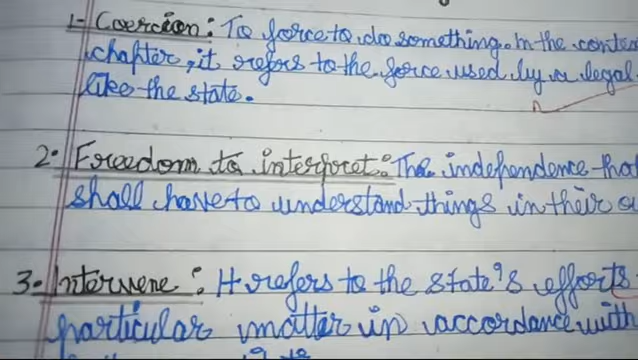 1- Coercion: To force to do something. In the
chapter, it refers to the force used by a legal
like the state.
2. Freedom to interpret: The independence
shall have to understand things in their
3. Intervene: It refers to the state's efforts
particular matter in accordance with